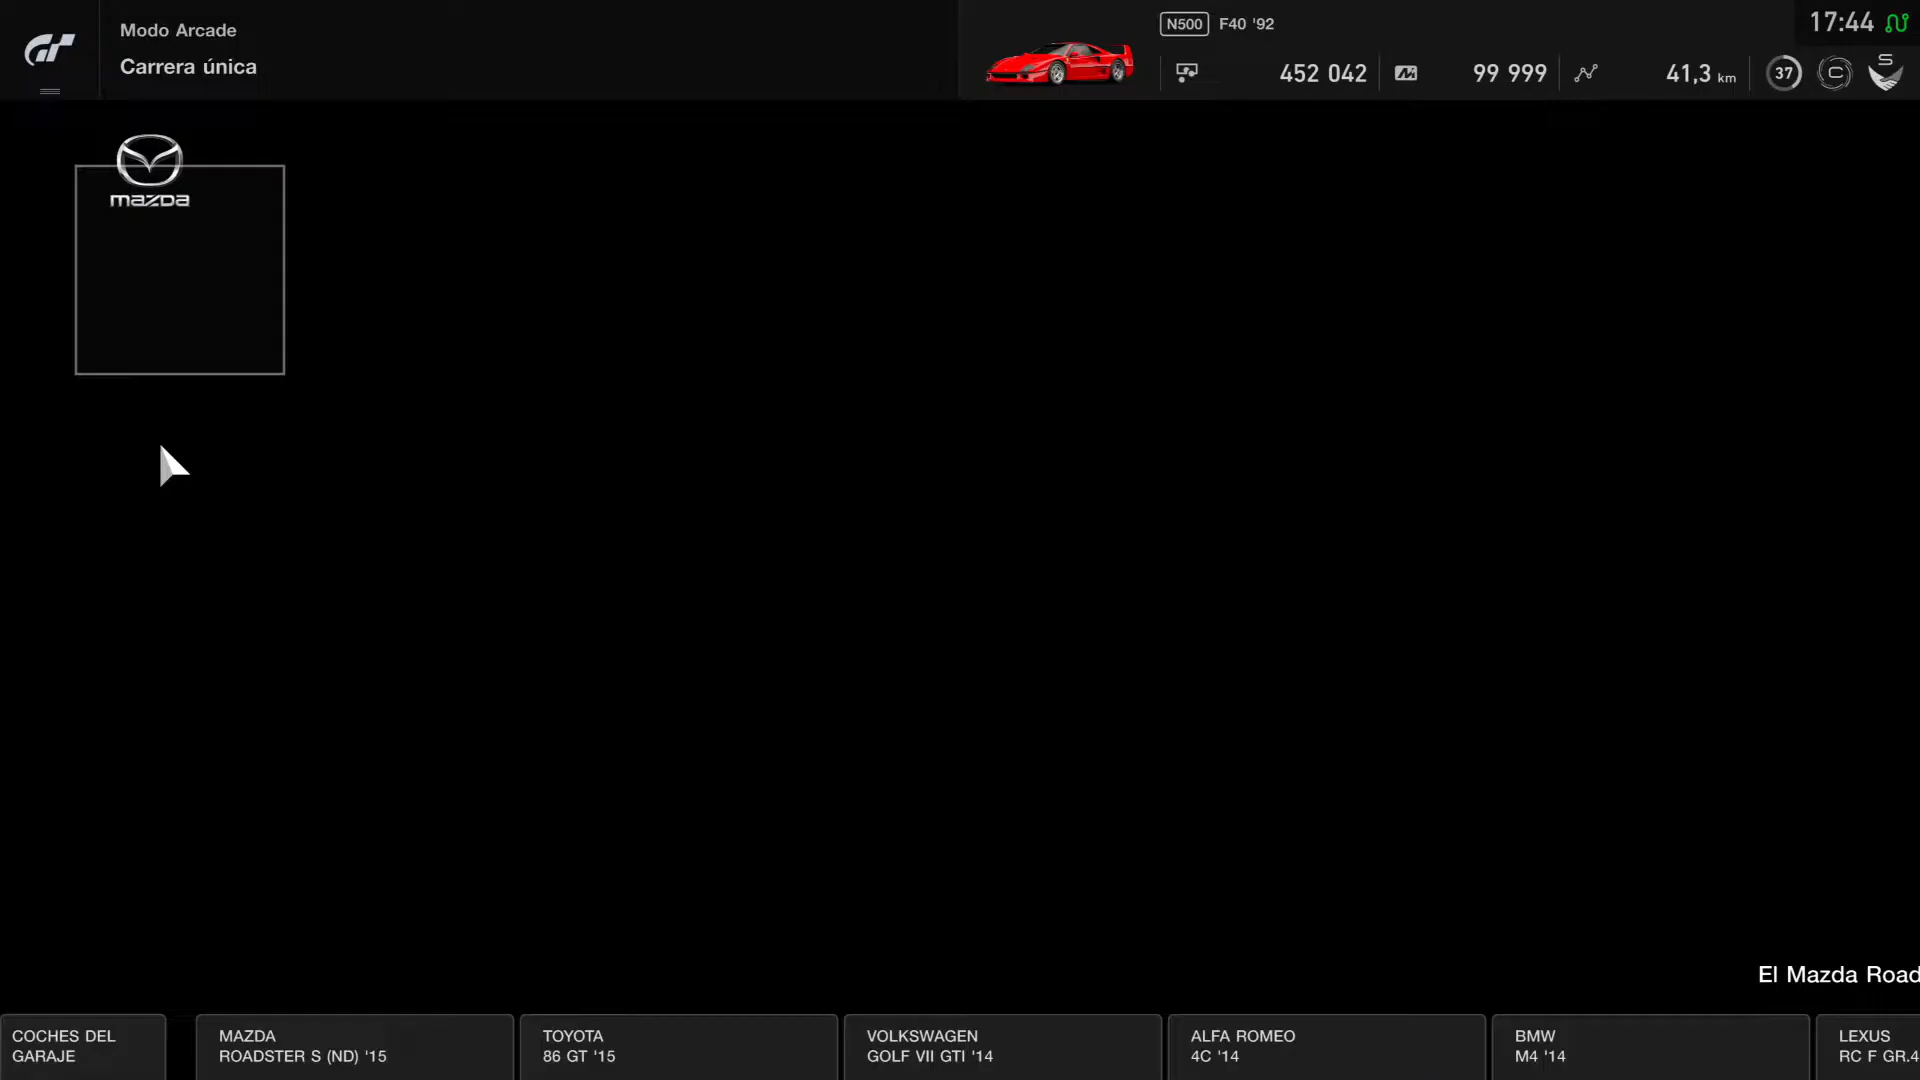 Modo Arcade
Carrera única
N500 F40 '92
452 042
99 999
41,3 km
17:44
37
C
S
mazda
El Mazda Road
COCHES DEL
GARAJE
MAZDA
ROADSTER S (ND) '15
TOYOTA
86 GT '15
VOLKSWAGEN
GOLF VII GTI '14
ALFA ROMEO
4C '14
BMW
M4 '14
LEXUS
RC F GR.4